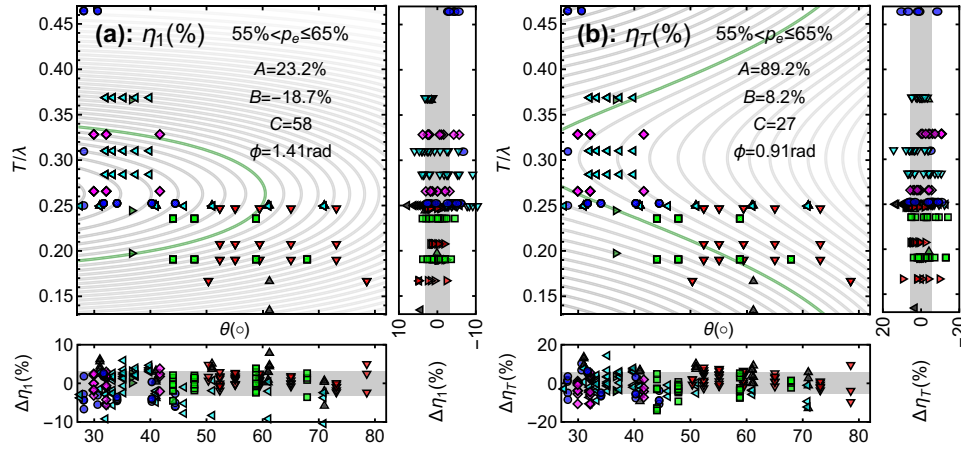 (a): η₁(%)
55%<pₑ≤65%
A=23.2%
B=−18.7%
C=58
ϕ=1.41rad
T/λ
0.45
0.40
0.35
0.30
0.25
0.20
0.15
θ(○)
10
0
−10
Δη₁(%)
Δη₁(%)
10
0
−10
30
40
50
60
70
80
(b): η_T(%)
55%<pₑ≤65%
A=89.2%
B=8.2%
C=27
ϕ=0.91rad
T/λ
0.45
0.40
0.35
0.30
0.25
0.20
0.15
θ(○)
20
0
−20
Δη_T(%)
Δη_T(%)
20
0
−20
30
40
50
60
70
80